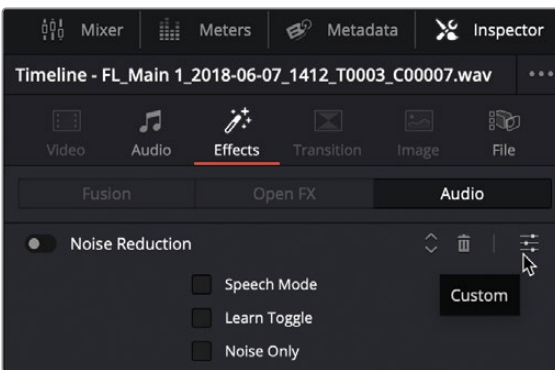 Mixer Meters Metadata Inspector
Timeline - FL_Main 1_2018-06-07_1412_T0003_C00007.wav
Video Audio Effects Transition Image File
Fusion Open FX Audio
Noise Reduction
Speech Mode
Custom
Learn Toggle
Noise Only